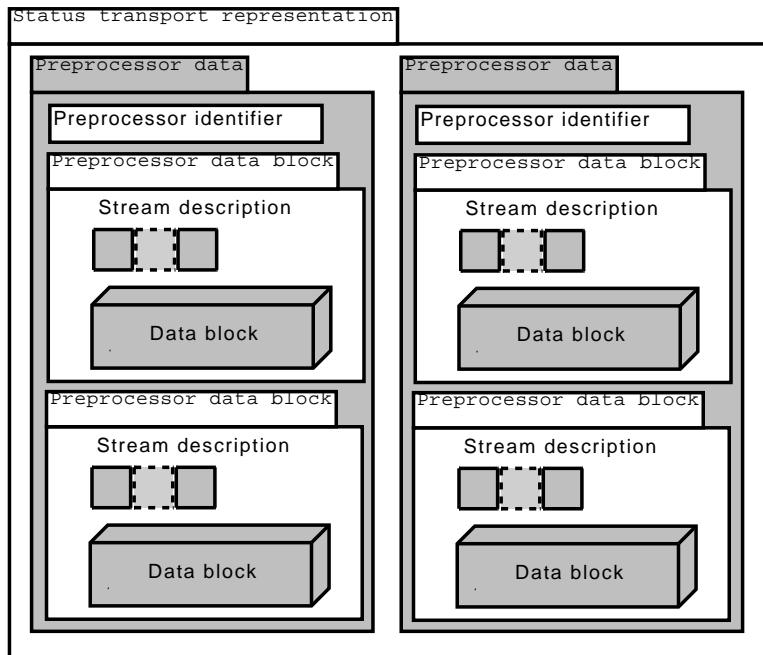 Status transport representation
Preprocessor data
Preprocessor identifier
Preprocessor data block
Stream description
Data block
Preprocessor data block
Stream description
Data block
Preprocessor data
Preprocessor identifier
Preprocessor data block
Stream description
Data block
Preprocessor data block
Stream description
Data block